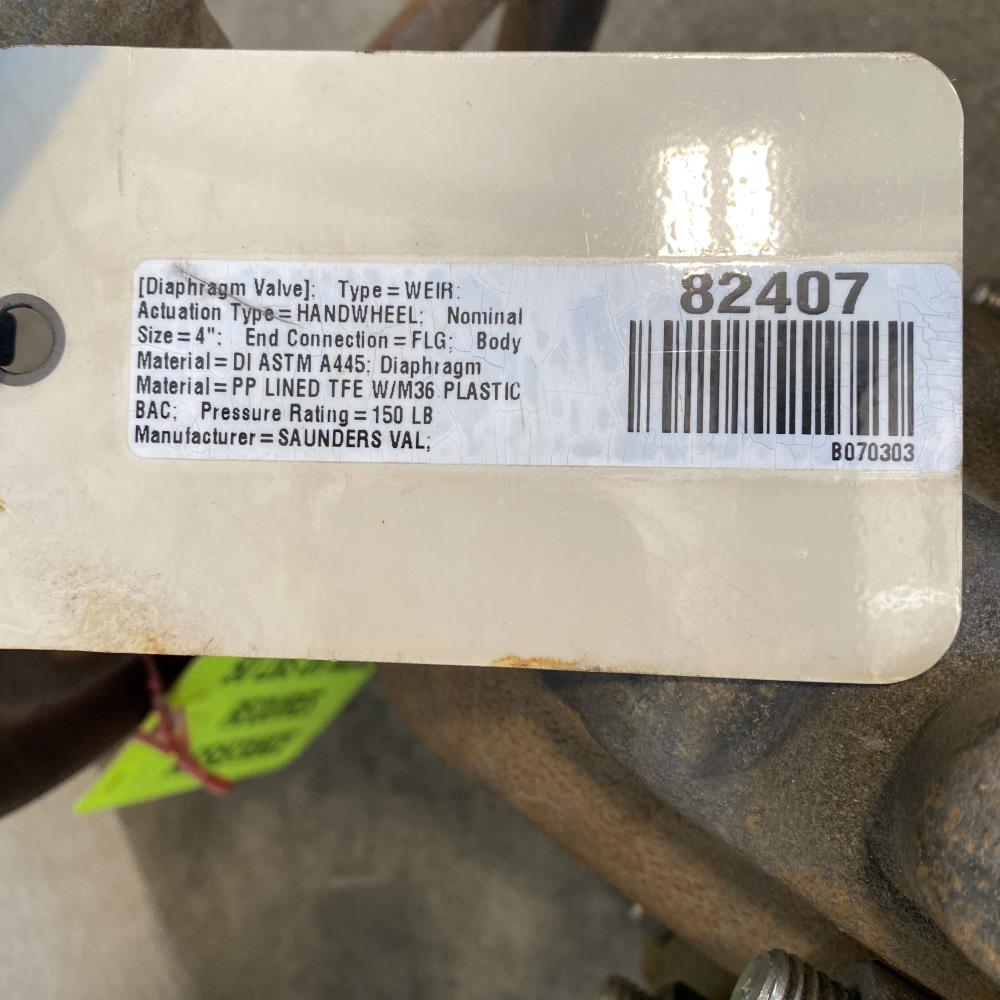 [Diaphragm Valve]; Type=WEIR;
Actuation Type=HANDWHEEL; Nominal
Size=4"; End Connection=FLG; Body
Material=DI ASTM A445; Diaphragm
Material=PP LINED TFE W/M36 PLASTIC
BAC; Pressure Rating=150 LB
Manufacturer=SAUNDERS VAL;
82407
B070303